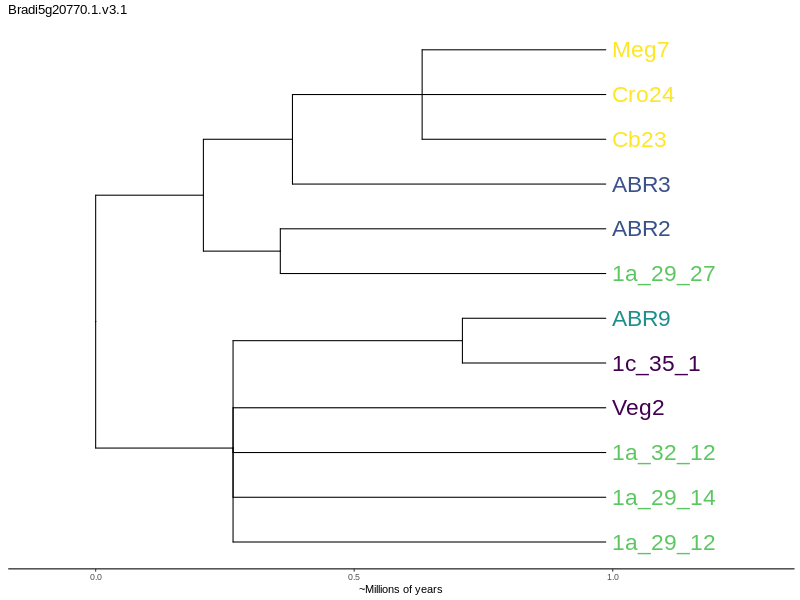 Bradi5g20770.1.v3.1
Meg7
Cro24
Cb23
ABR3
ABR2
1a_29_27
ABR9
1c_35_1
Veg2
1a_32_12
1a_29_14
1a_29_12
0.0 0.5 1.0
~Millions of years